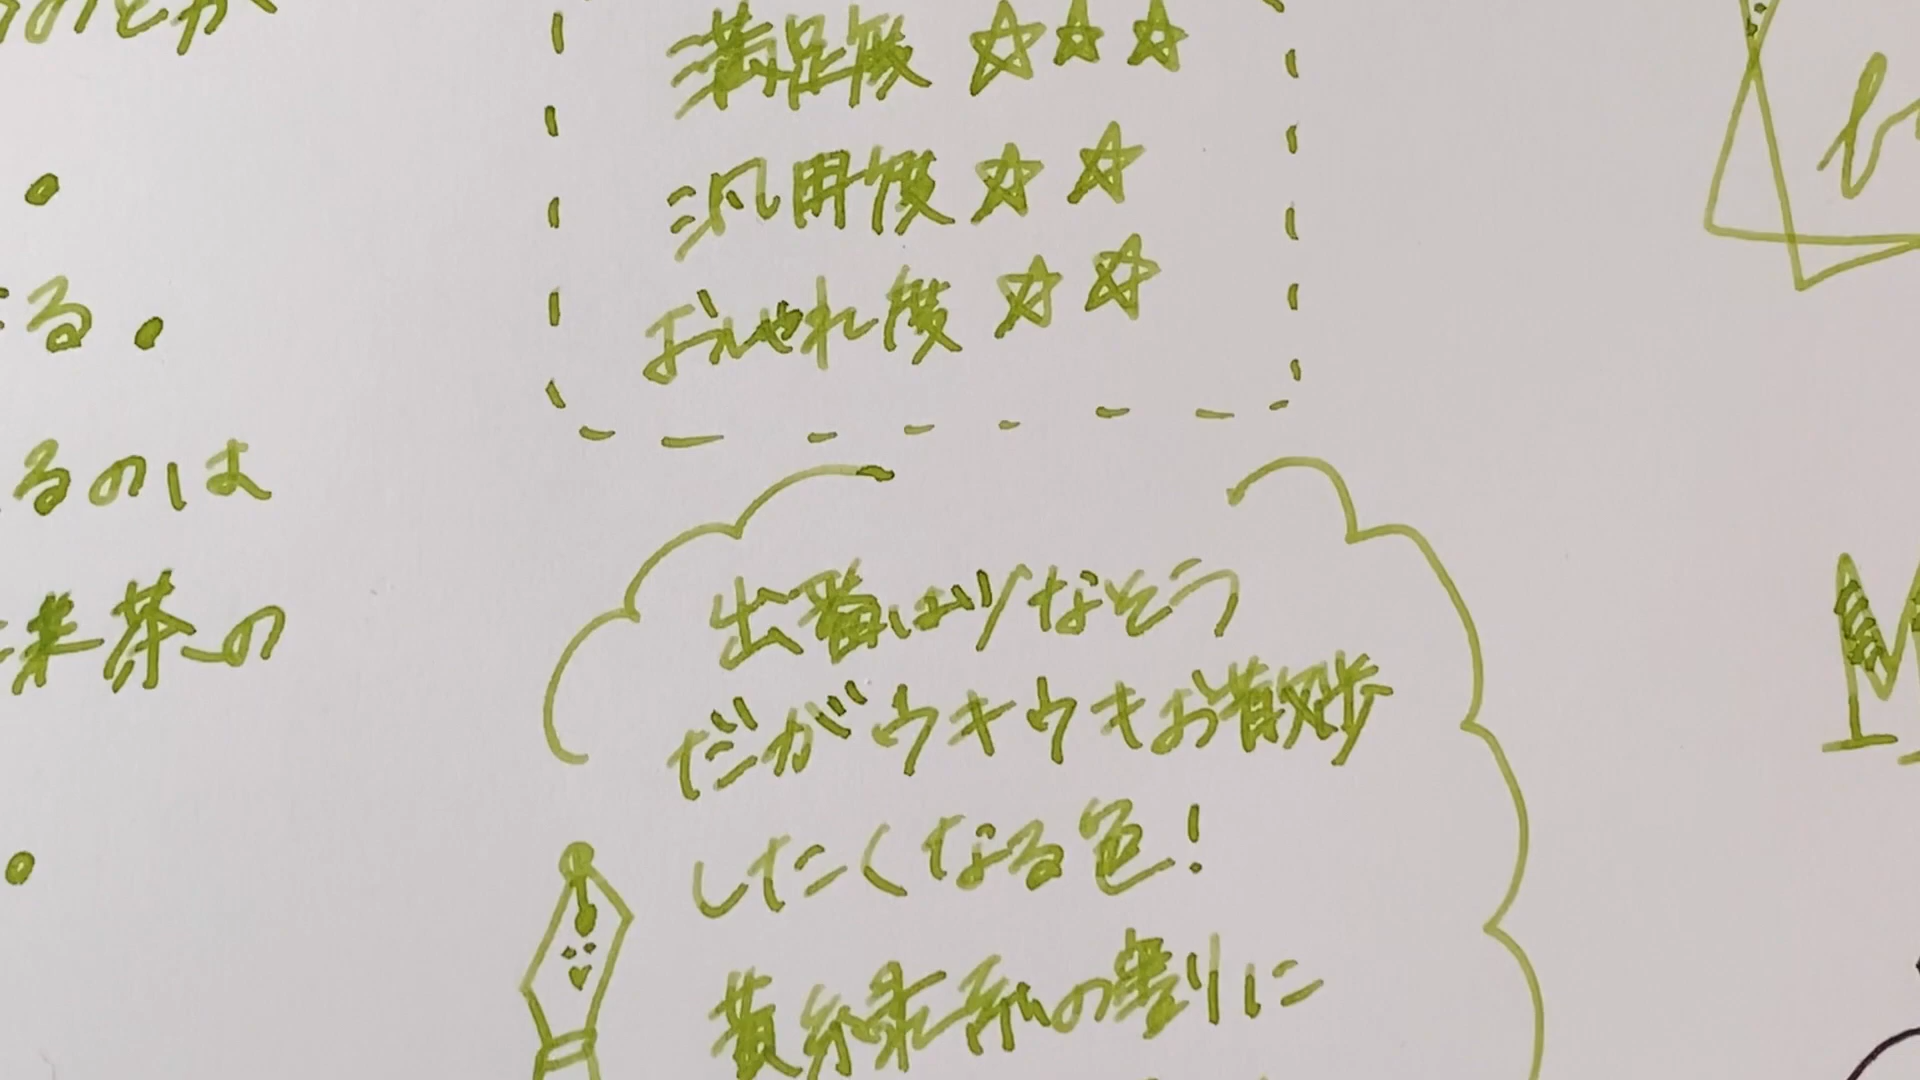 満足度 ☆☆☆
汎用度 ☆☆
おしゃれ度 ☆☆
る。
るのは
茶の
出番は少なそう
だがウキウキお散歩
したくなる色!
黄緑系の割に
M